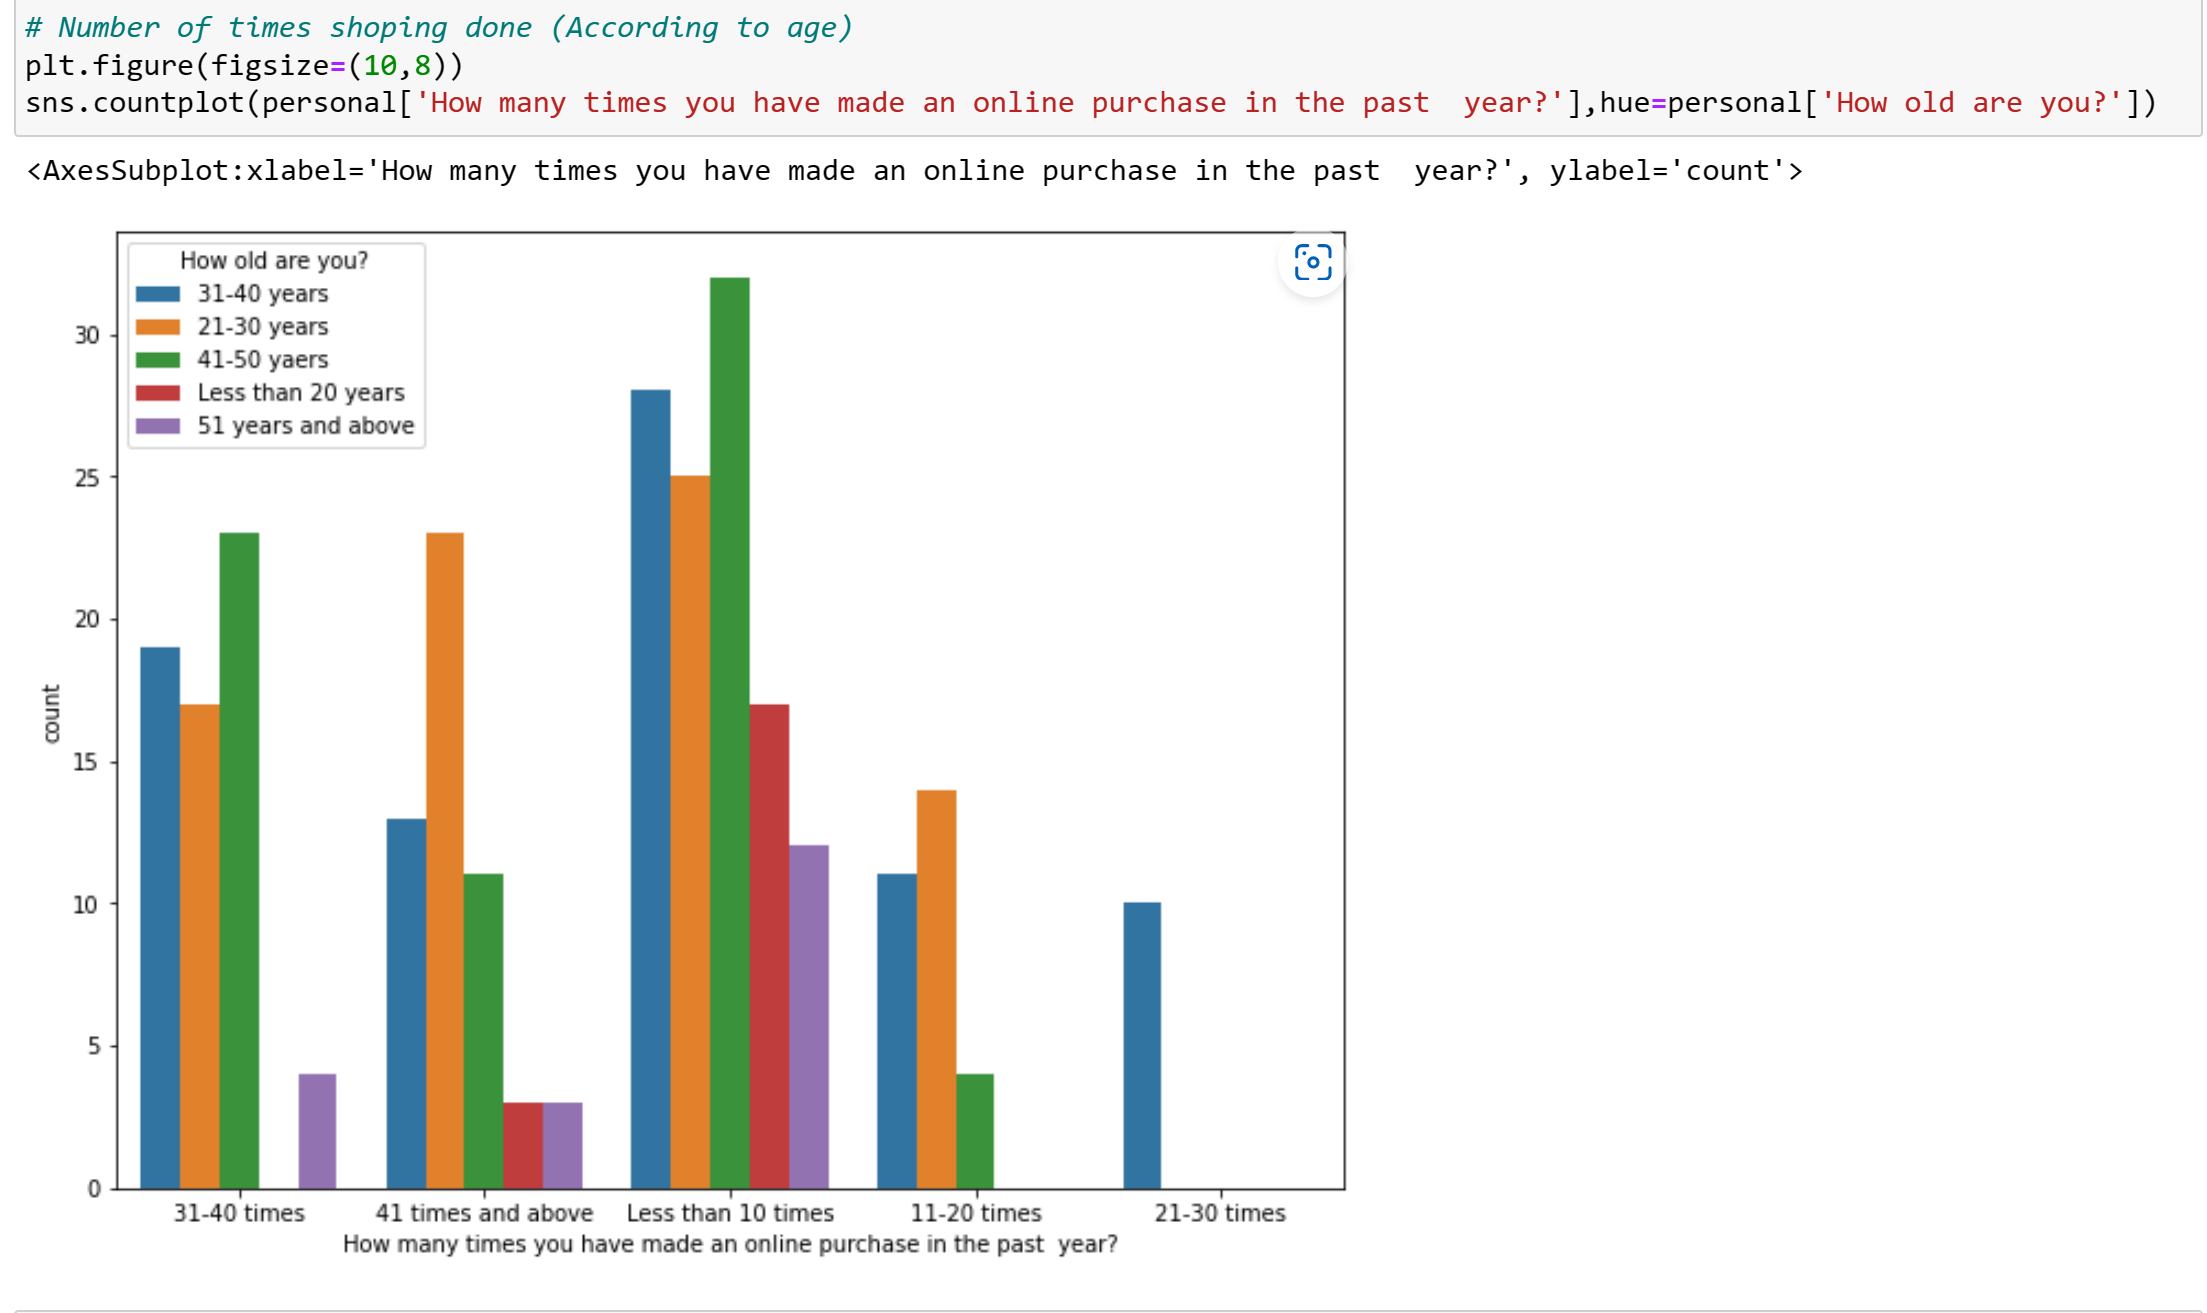 # Number of times shoping done (According to age)
plt.figure(figsize=(10,8))
sns.countplot(personal['How many times you have made an online purchase in the past  year?'],hue=personal['How old are you?'])
<AxesSubplot:xlabel='How many times you have made an online purchase in the past  year?', ylabel='count'>
How old are you?
31-40 years
21-30 years
41-50 yaers
Less than 20 years
51 years and above
30
25
20
15
10
5
0
count
31-40 times
41 times and above
Less than 10 times
11-20 times
21-30 times
How many times you have made an online purchase in the past  year?